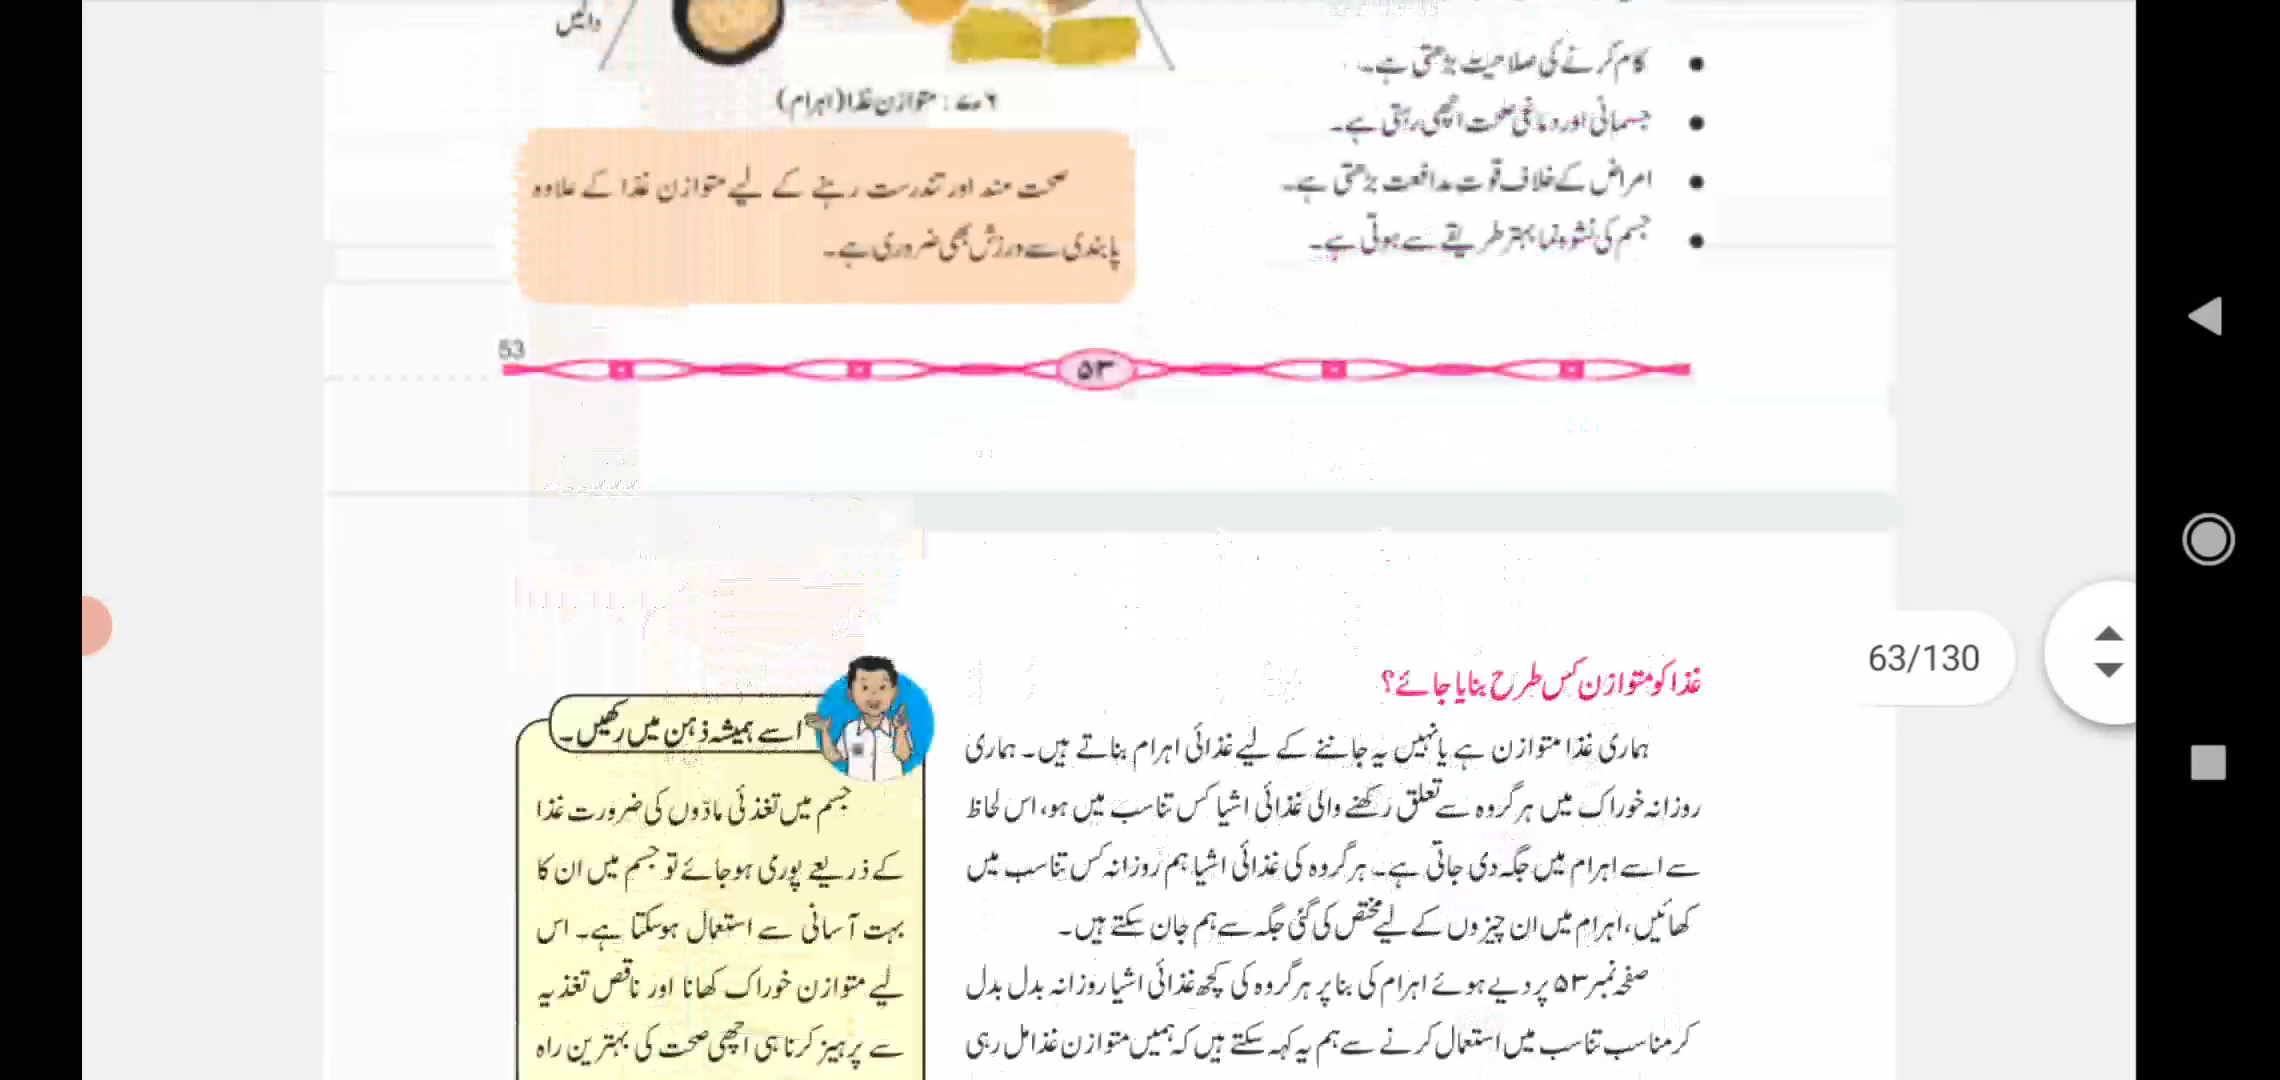 کام کرنے کی صلاحیت بڑھتی ہے۔
جسمانی اور دماغی صحت اچھی رہتی ہے۔
امراض کے خلاف قوتِ مدافعت بڑھتی ہے۔
جسم کی نشوونما بہتر طریقے سے ہوتی ہے۔
دالیں
۷ء۶ : متوازن غذا (اہرام)
صحت مند اور تندرست رہنے کے لیے متوازن غذا کے علاوہ
پابندی سے ورزش بھی ضروری ہے۔
53
۵۳
غذا کو متوازن کس طرح بنایا جائے؟
ہماری غذا متوازن ہے یا نہیں یہ جاننے کے لیے غذائی اہرام بناتے ہیں۔ ہماری
روزانہ خوراک میں ہر گروہ سے تعلق رکھنے والی غذائی اشیا کس تناسب میں ہو، اس لحاظ
سے اسے اہرام میں جگہ دی جاتی ہے۔ ہر گروہ کی غذائی اشیا ہم روزانہ کس تناسب میں
کھائیں، اہرام میں ان چیزوں کے لیے مختص کی گئی جگہ سے ہم جان سکتے ہیں۔
صفحہ نمبر ۵۳ پر دیے ہوئے اہرام کی بنا پر ہر گروہ کی کچھ غذائی اشیا روزانہ بدل بدل
کر مناسب تناسب میں استعمال کرنے سے ہم یہ کہہ سکتے ہیں کہ ہمیں متوازن غذا مل رہی
اسے ہمیشہ ذہن میں رکھیں۔
جسم میں تغذئی مادّوں کی ضرورت غذا
کے ذریعے پوری ہو جائے تو جسم میں ان کا
بہت آسانی سے استعمال ہوسکتا ہے۔ اس
لیے متوازن خوراک کھانا اور ناقص تغذیہ
سے پرہیز کرنا ہی اچھی صحت کی بہترین راہ
63/130